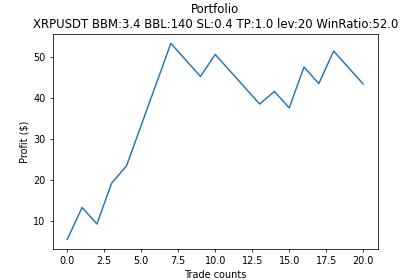 Portfolio
XRPUSDT BBM:3.4 BBL:140 SL:0.4 TP:1.0 lev:20 WinRatio:52.0
50
40
30
20
10
Profit ($)
0.0 2.5 5.0 7.5 10.0 12.5 15.0 17.5 20.0
Trade counts